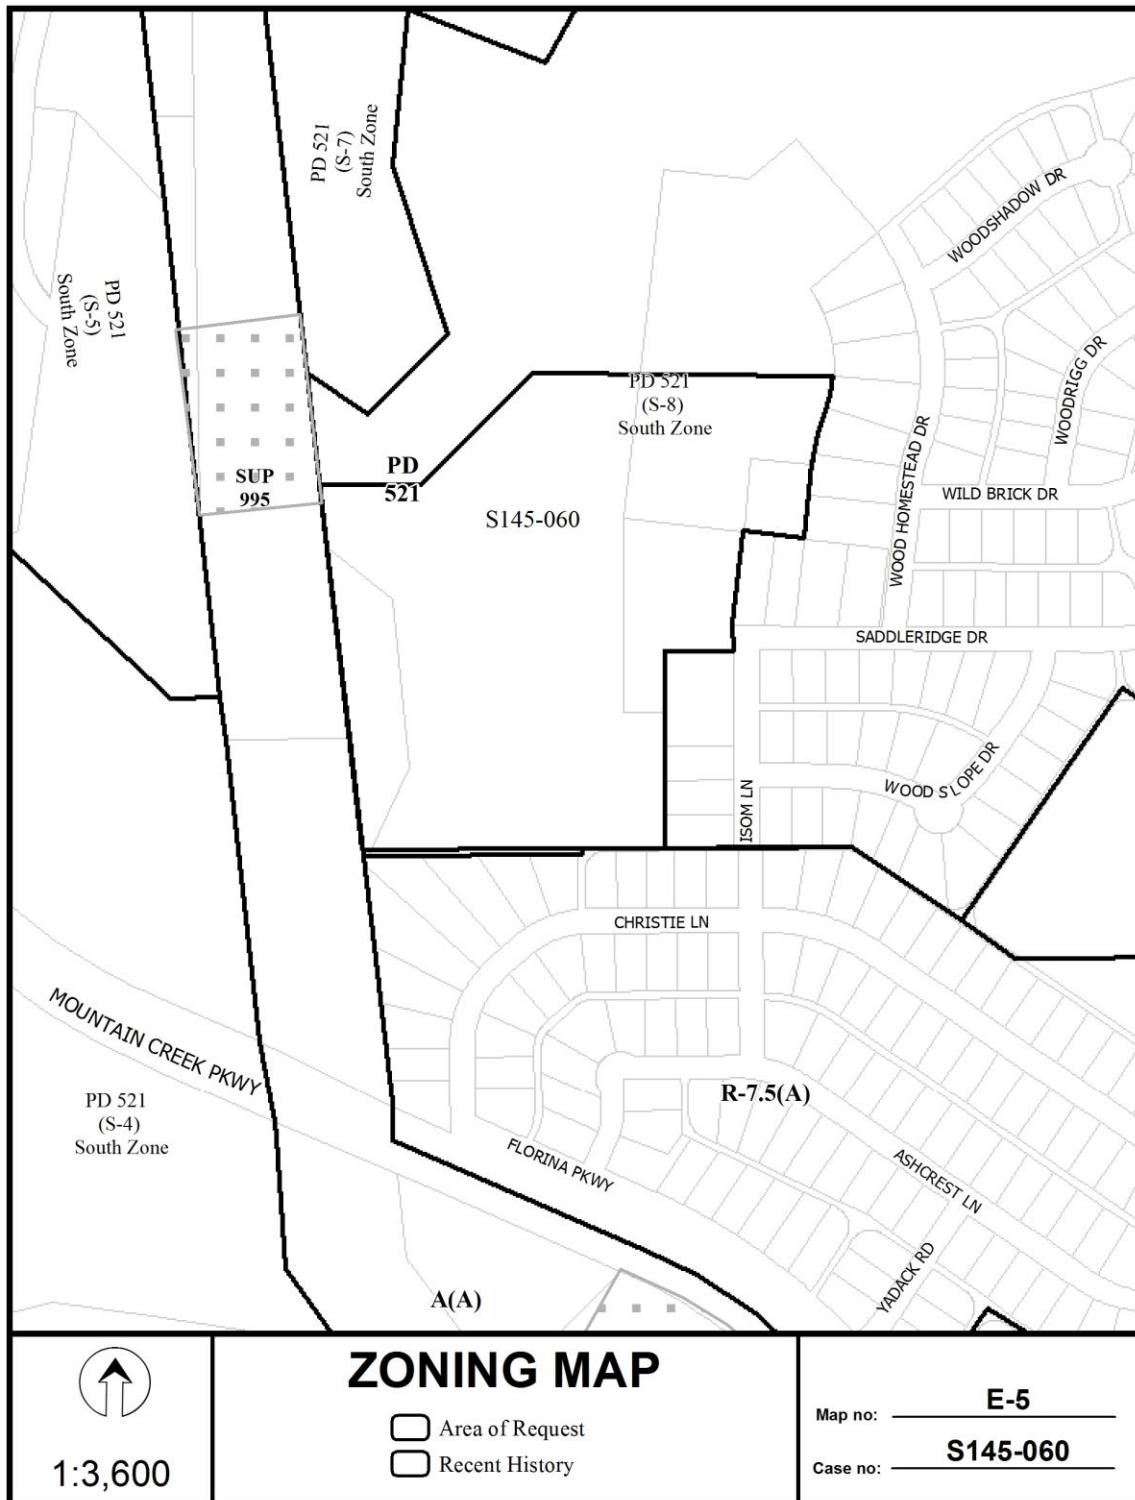 PD 521
(S-7)
South Zone
WOODSHADOW DR
PD 521
(S-5)
South Zone
WOODRIGG DR
PD 521
(S-8)
South Zone
WOOD HOMESTEAD DR
PD
521
SUP
995
WILD BRICK DR
S145-060
SADDLERIDGE DR
WOOD SLOPE DR
ISOM LN
CHRISTIE LN
MOUNTAIN CREEK PKWY
R-7.5(A)
PD 521
(S-4)
South Zone
FLORINA PKWY
ASHCREST LN
YADACK RD
A(A)
1:3,600
ZONING MAP
Area of Request
Recent History
Map no: E-5
Case no: S145-060